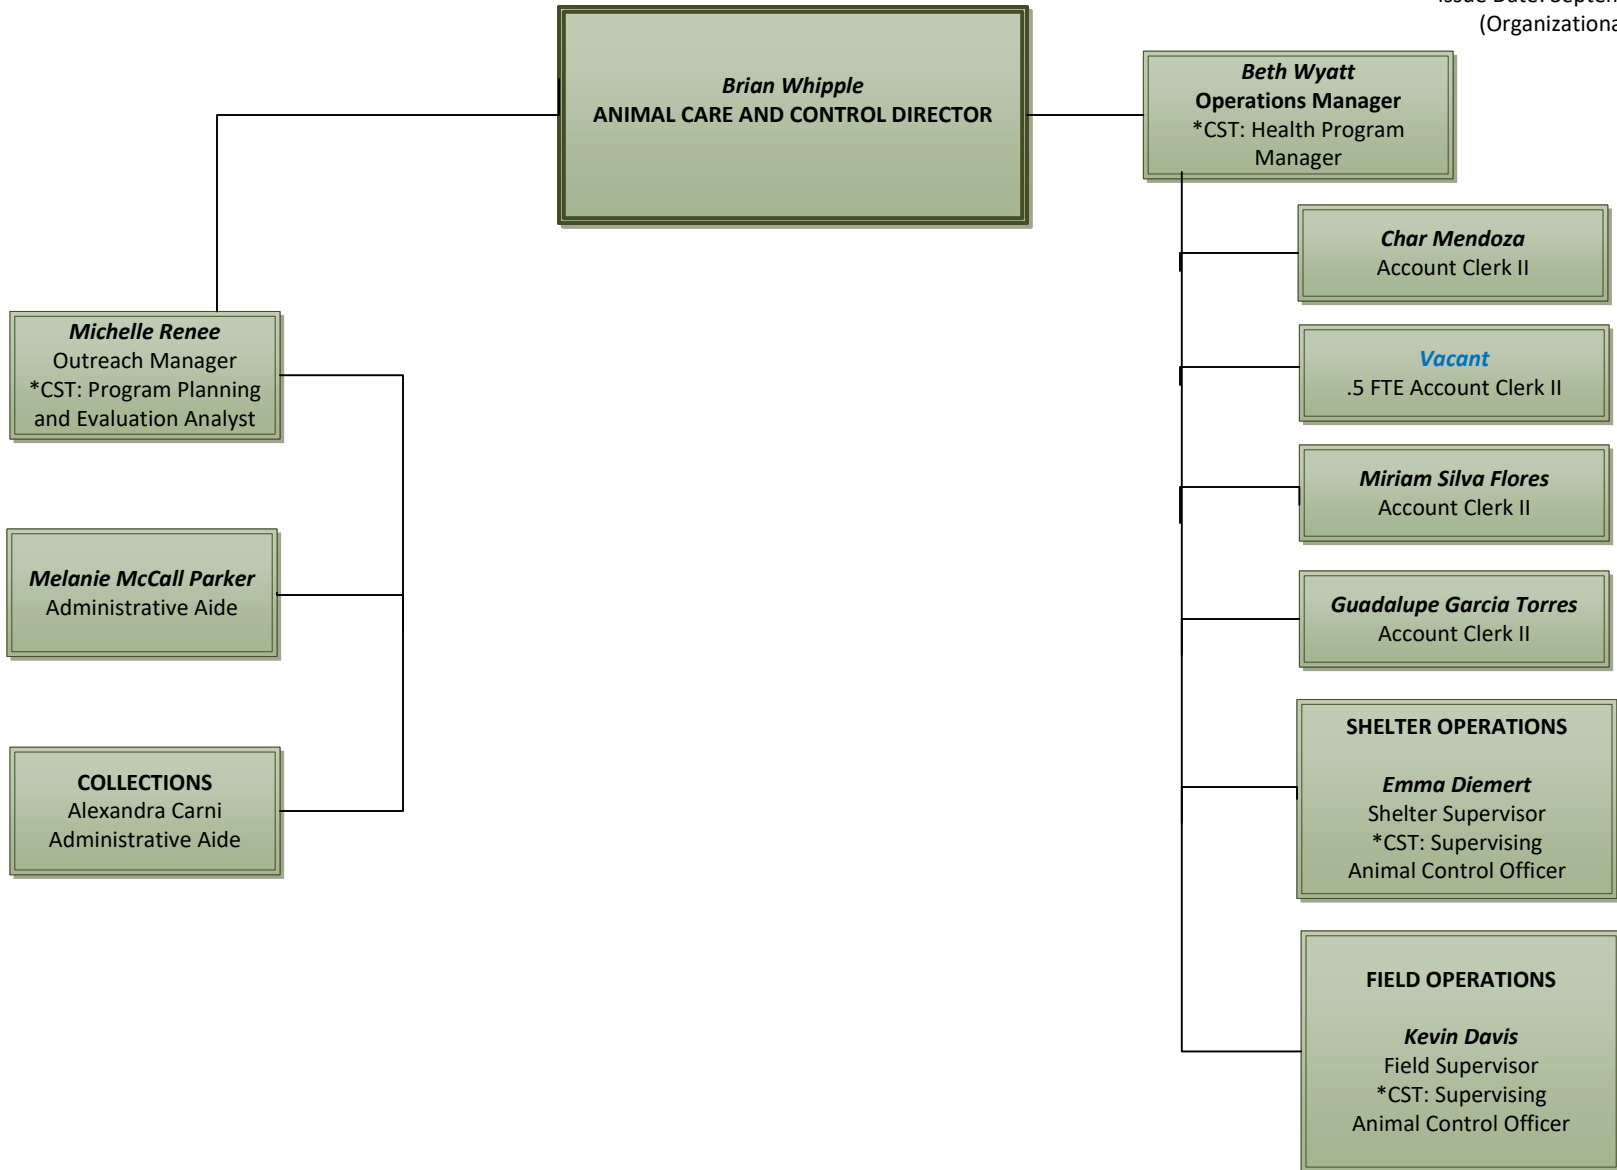 (Organizationa
Brian Whipple
ANIMAL CARE AND CONTROL DIRECTOR
Beth Wyatt
Operations Manager
*CST: Health Program
Manager
Char Mendoza
Account Clerk II
Vacant
.5 FTE Account Clerk II
Miriam Silva Flores
Account Clerk II
Guadalupe Garcia Torres
Account Clerk II
SHELTER OPERATIONS
Emma Diemert
Shelter Supervisor
*CST: Supervising
Animal Control Officer
FIELD OPERATIONS
Kevin Davis
Field Supervisor
*CST: Supervising
Animal Control Officer
Michelle Renee
Outreach Manager
*CST: Program Planning
and Evaluation Analyst
Melanie McCall Parker
Administrative Aide
COLLECTIONS
Alexandra Carni
Administrative Aide